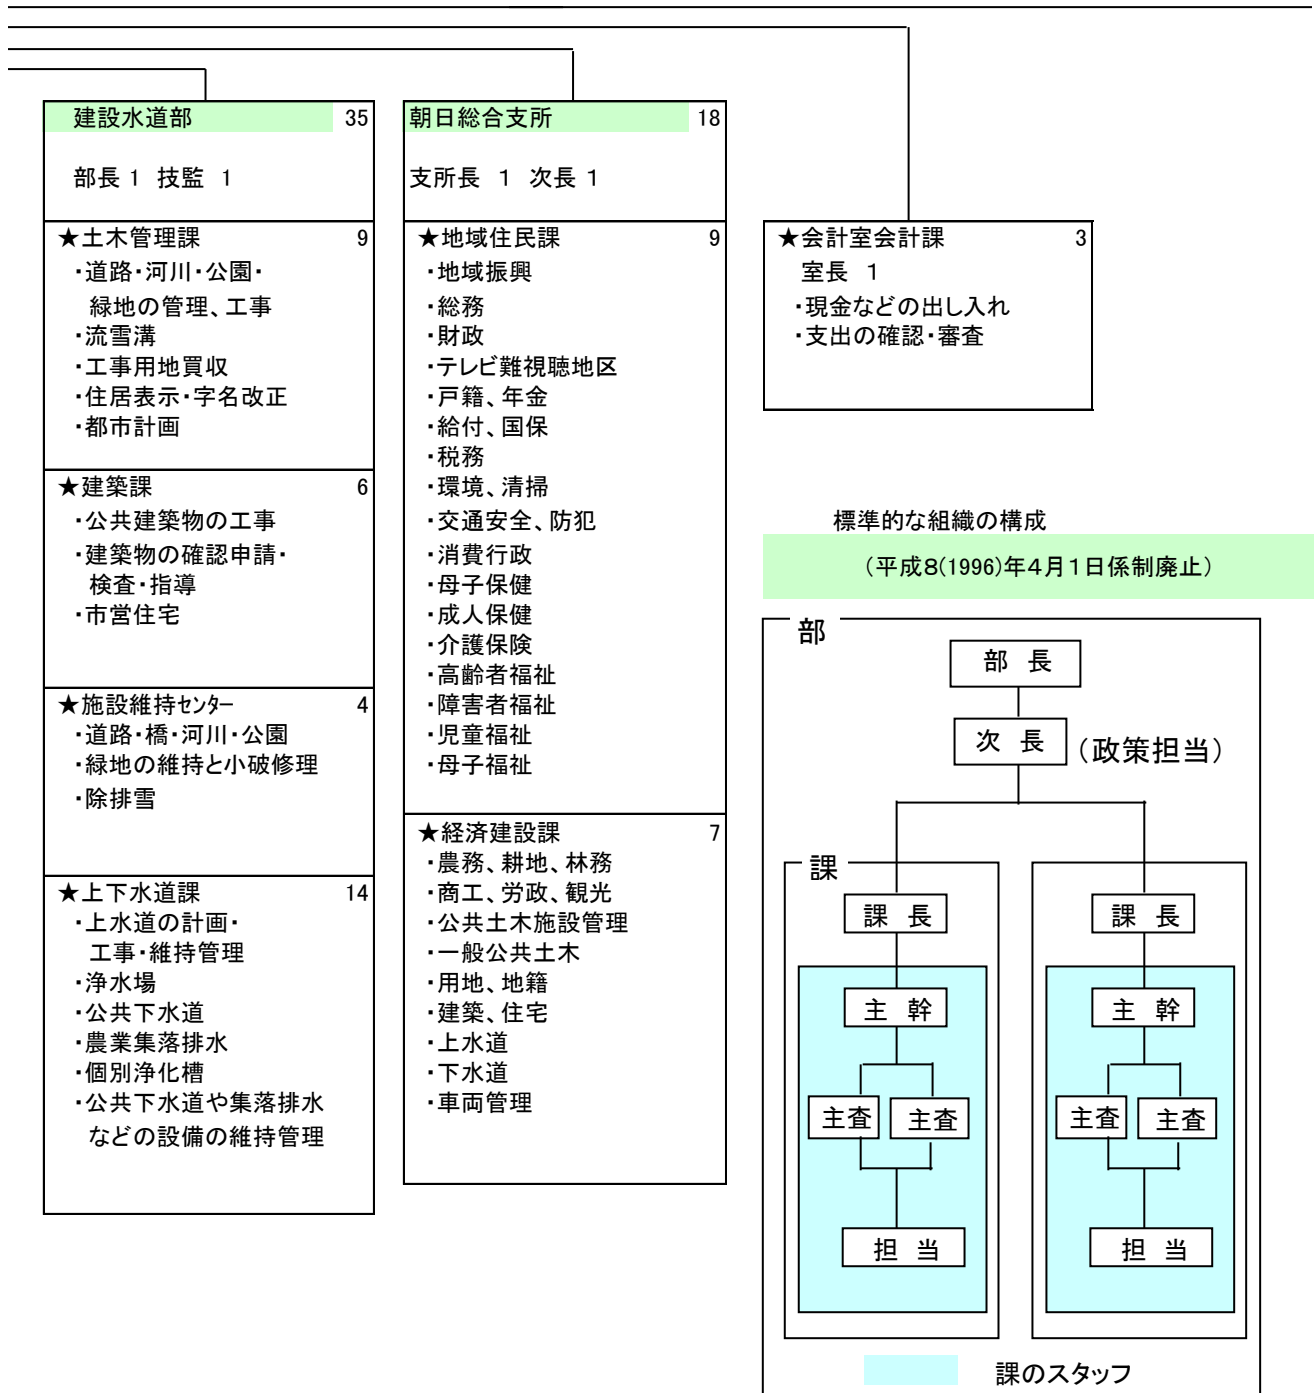 建設水道部 35
部長 1 技監 1
★土木管理課 9
・道路・河川・公園・
緑地の管理、工事
・流雪溝
・工事用地買収
・住居表示・字名改正
・都市計画
★建築課 6
・公共建築物の工事
・建築物の確認申請・
検査・指導
・市営住宅
★施設維持ｾﾝﾀｰ 4
・道路・橋・河川・公園
・緑地の維持と小破修理
・除排雪
★上下水道課 14
・上水道の計画・
工事・維持管理
・浄水場
・公共下水道
・農業集落排水
・個別浄化槽
・公共下水道や集落排水
などの設備の維持管理
朝日総合支所 18
支所長 1 次長 1
★地域住民課 9
・地域振興
・総務
・財政
・テレビ難視聴地区
・戸籍、年金
・給付、国保
・税務
・環境、清掃
・交通安全、防犯
・消費行政
・母子保健
・成人保健
・介護保険
・高齢者福祉
・障害者福祉
・児童福祉
・母子福祉
★経済建設課 7
・農務、耕地、林務
・商工、労政、観光
・公共土木施設管理
・一般公共土木
・用地、地籍
・建築、住宅
・上水道
・下水道
・車両管理
★会計室会計課 3
室長 1
・現金などの出し入れ
・支出の確認・審査
標準的な組織の構成
（平成８(1996)年４月１日係制廃止）
部
部 長
次 長 （政策担当）
課
課 長 課 長
主 幹 主 幹
主査 主査 主査 主査
担 当 担 当
課のスタッフ